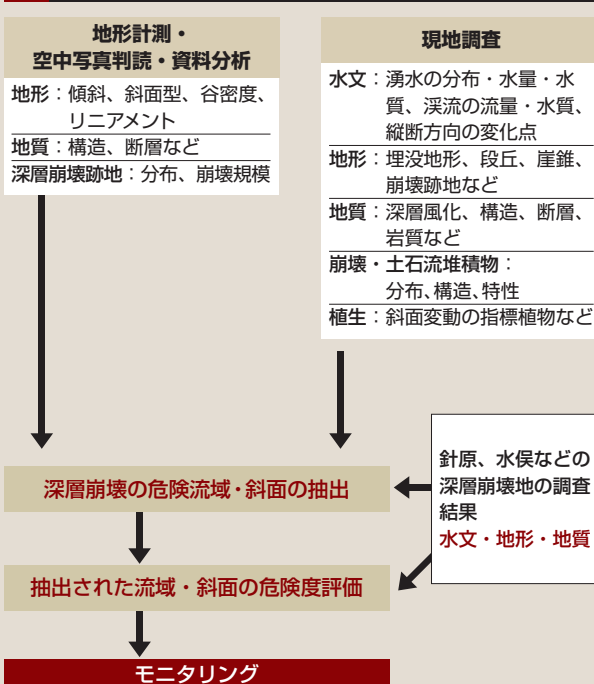 地形計測・
空中写真判読・資料分析
地形：傾斜、斜面型、谷密度、
リニアメント
地質：構造、断層など
深層崩壊跡地：分布、崩壊規模
現地調査
水文：湧水の分布・水量・水
質、渓流の流量・水質、
縦断方向の変化点
地形：埋没地形、段丘、崖錐、
崩壊跡地など
地質：深層風化、構造、断層、
岩質など
崩壊・土石流堆積物：
分布、構造、特性
植生：斜面変動の指標植物など
針原、水俣などの
深層崩壊地の調査
結果
水文・地形・地質
深層崩壊の危険流域・斜面の抽出
抽出された流域・斜面の危険度評価
モニタリング